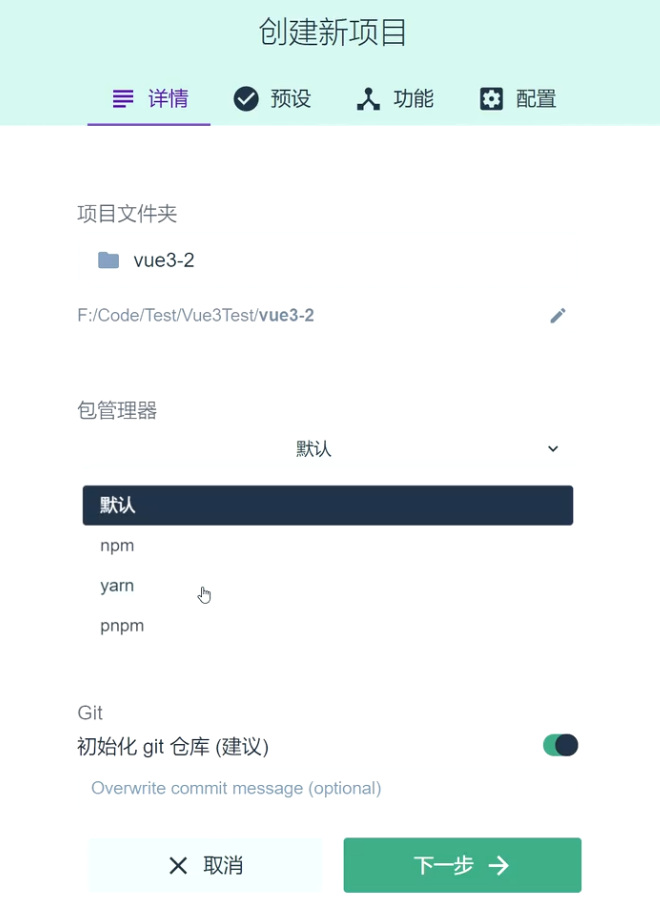 创建新项目
详情 预设 功能 配置
项目文件夹
vue3-2
F:/Code/Test/Vue3Test/vue3-2
包管理器
默认
默认
npm
yarn
pnpm
Git
初始化 git 仓库 (建议)
Overwrite commit message (optional)
取消 下一步